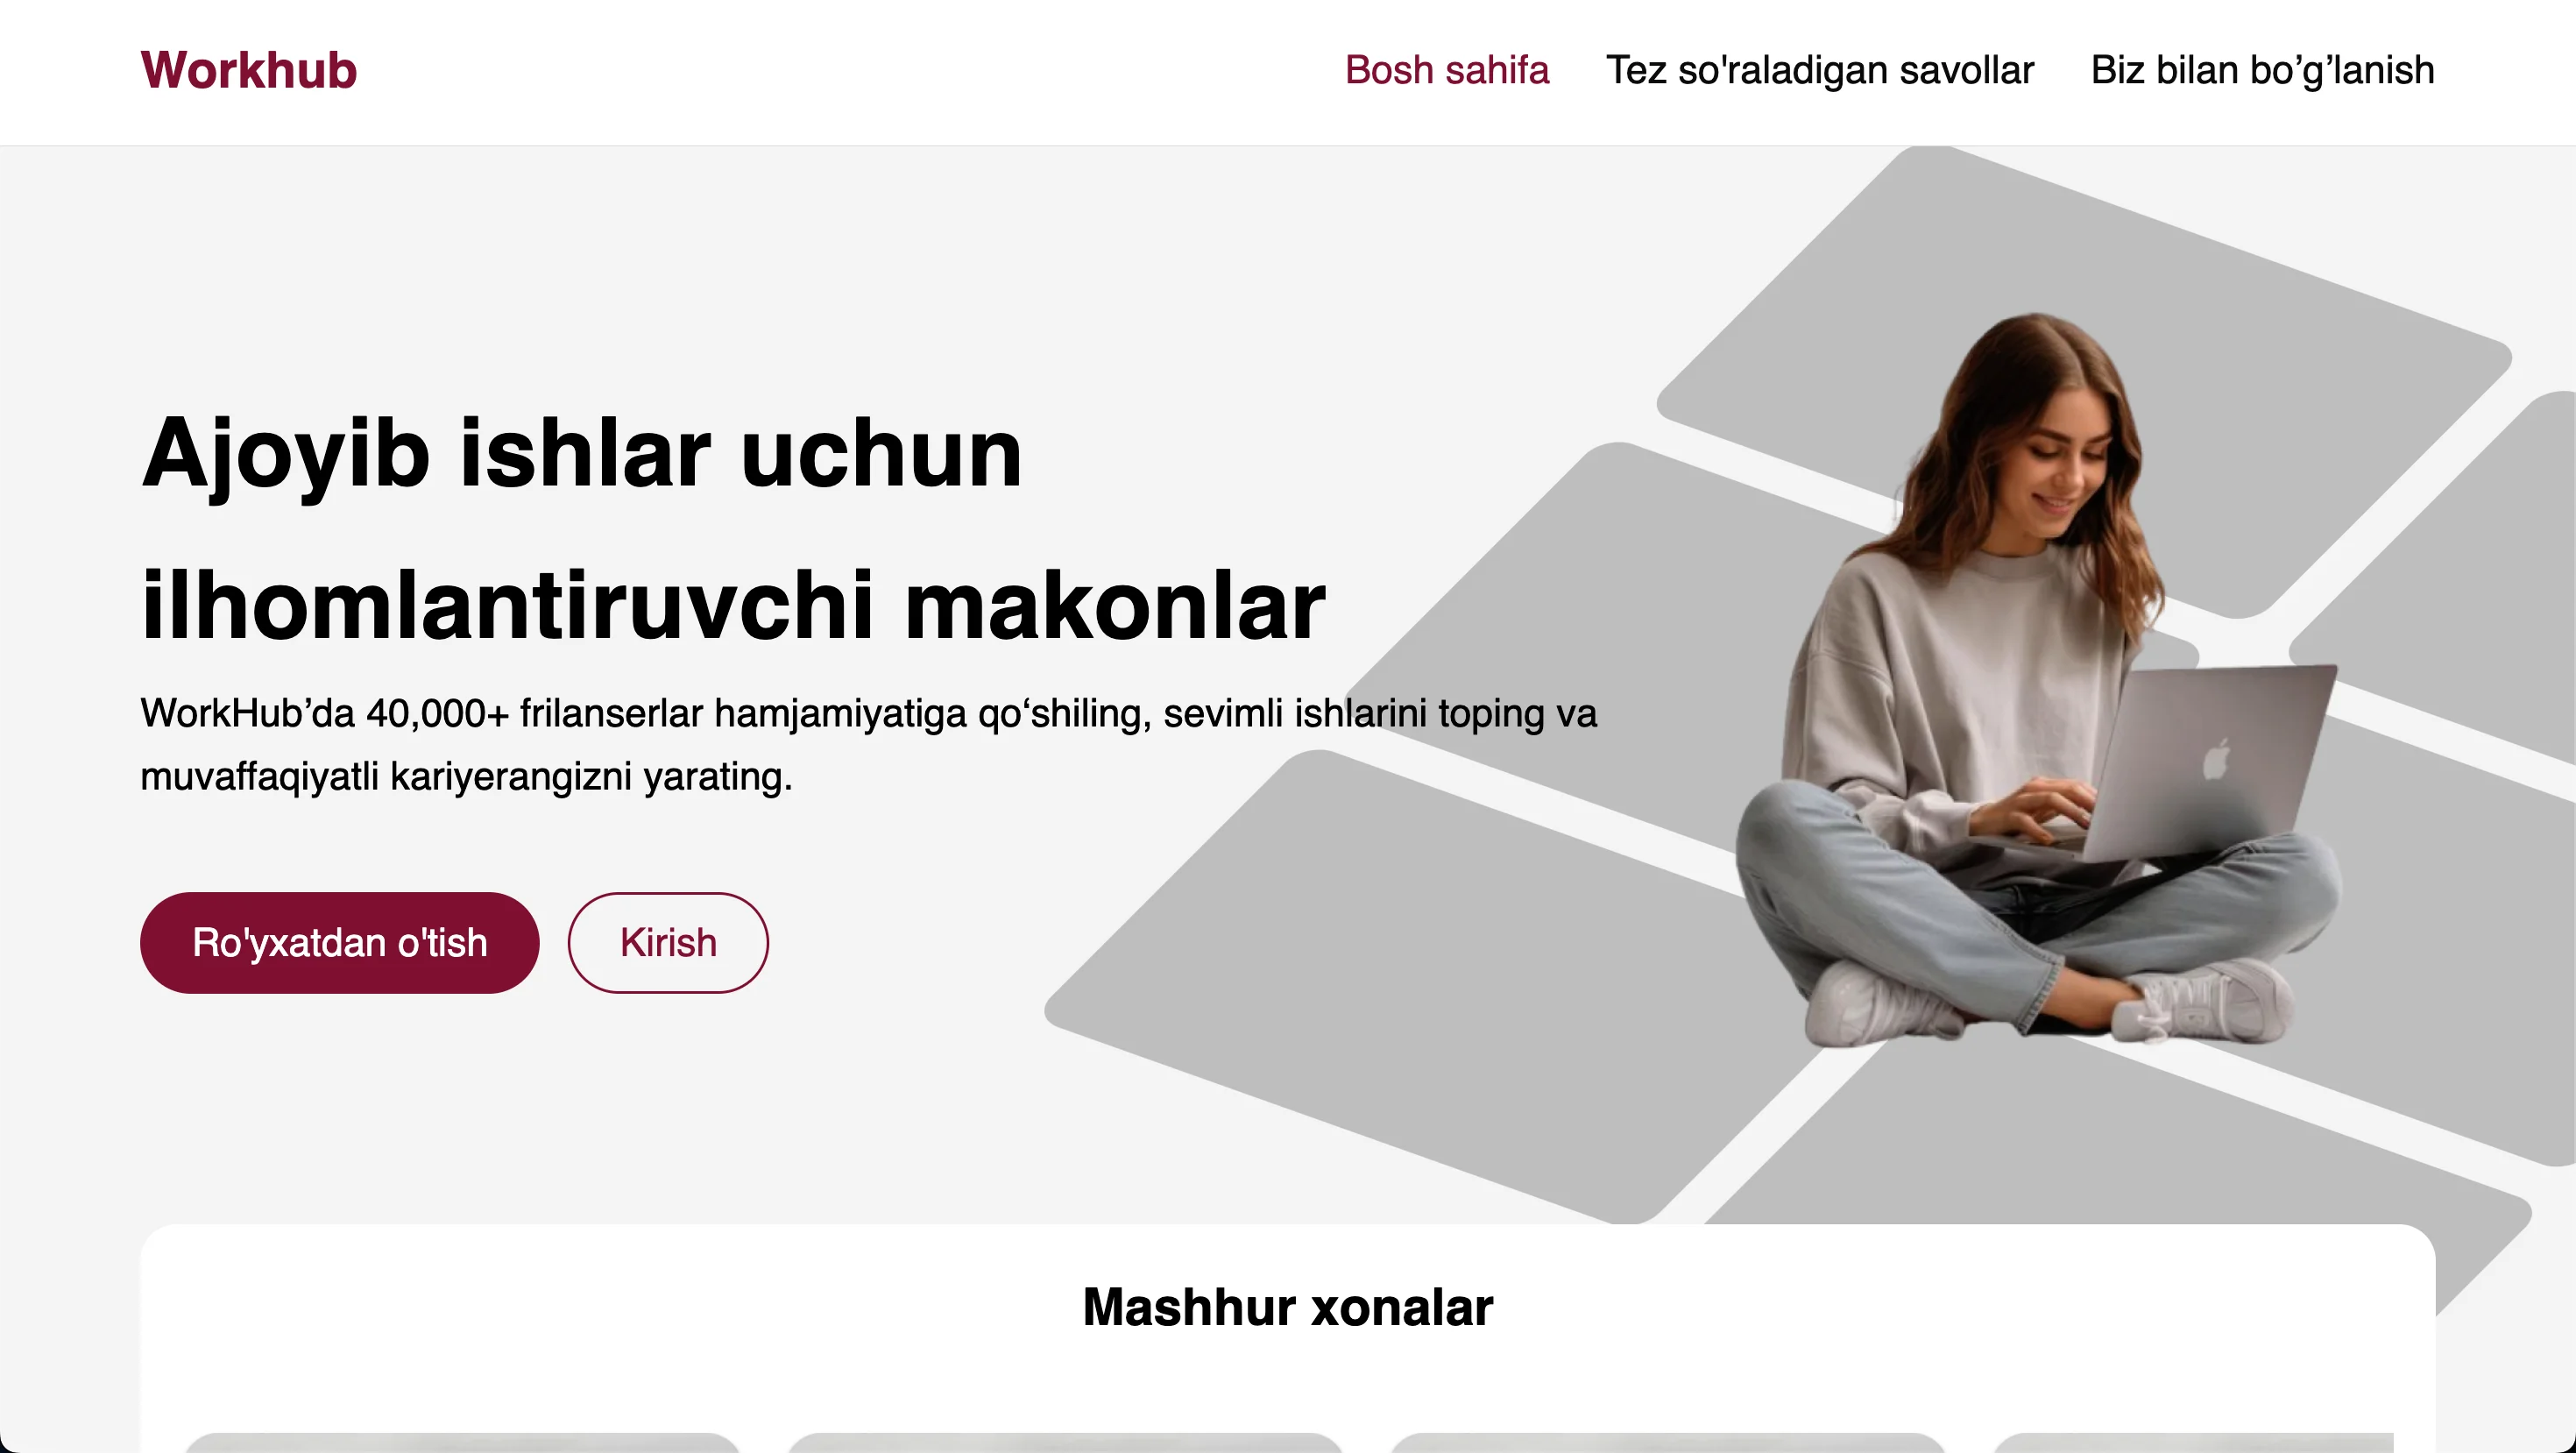 Workhub
Bosh sahifa
Tez so'raladigan savollar
Biz bilan bo’g’lanish
Ajoyib ishlar uchun
ilhomlantiruvchi makonlar
WorkHub’da 40,000+ frilanserlar hamjamiyatiga qo‘shiling, sevimli ishlarini toping va
muvaffaqiyatli kariyerangizni yarating.
Ro'yxatdan o'tish
Kirish
Mashhur xonalar